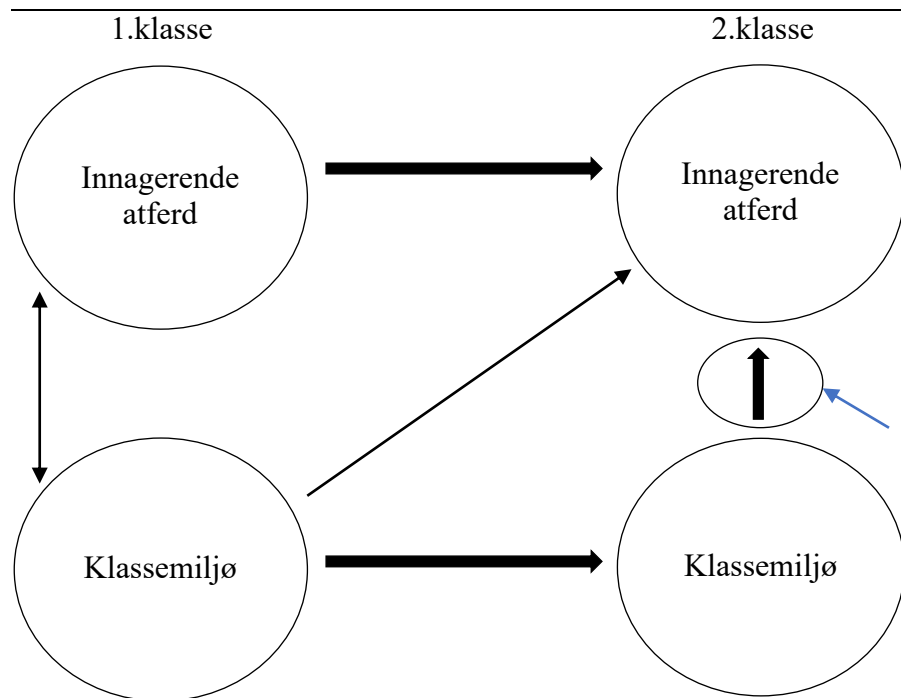 1.klasse
2.klasse
Innagerende
atferd
Innagerende
atferd
Klassemiljø
Klassemiljø